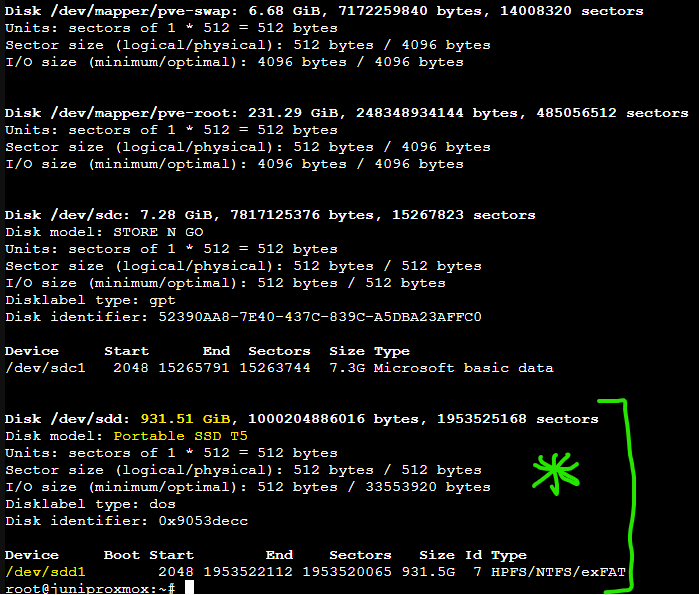 Disk /dev/mapper/pve-swap: 6.68 GiB, 7172259840 bytes, 14008320 sectors
Units: sectors of 1 * 512 = 512 bytes
Sector size (logical/physical): 512 bytes / 4096 bytes
I/O size (minimum/optimal): 4096 bytes / 4096 bytes
Disk /dev/mapper/pve-root: 231.29 GiB, 248348934144 bytes, 485056512 sectors
Units: sectors of 1 * 512 = 512 bytes
Sector size (logical/physical): 512 bytes / 4096 bytes
I/O size (minimum/optimal): 4096 bytes / 4096 bytes
Disk /dev/sdc: 7.28 GiB, 7817125376 bytes, 15267823 sectors
Disk model: STORE N GO
Units: sectors of 1 * 512 = 512 bytes
Sector size (logical/physical): 512 bytes / 512 bytes
I/O size (minimum/optimal): 512 bytes / 512 bytes
Disklabel type: gpt
Disk identifier: 52390AA8-7E40-437C-839C-A5DBA23AFFC0
Device Start End Sectors Size Type
/dev/sdc1 2048 15265791 15263744 7.3G Microsoft basic data
Disk /dev/sdd: 931.51 GiB, 1000204886016 bytes, 1953525168 sectors
Disk model: Portable SSD T5
Units: sectors of 1 * 512 = 512 bytes
Sector size (logical/physical): 512 bytes / 512 bytes
I/O size (minimum/optimal): 512 bytes / 33553920 bytes
Disklabel type: dos
Disk identifier: 0x9053decc
Device Boot Start End Sectors Size Id Type
/dev/sdd1 2048 1953522112 1953520065 931.5G 7 HPFS/NTFS/exFAT
root@juniproxmox:~#